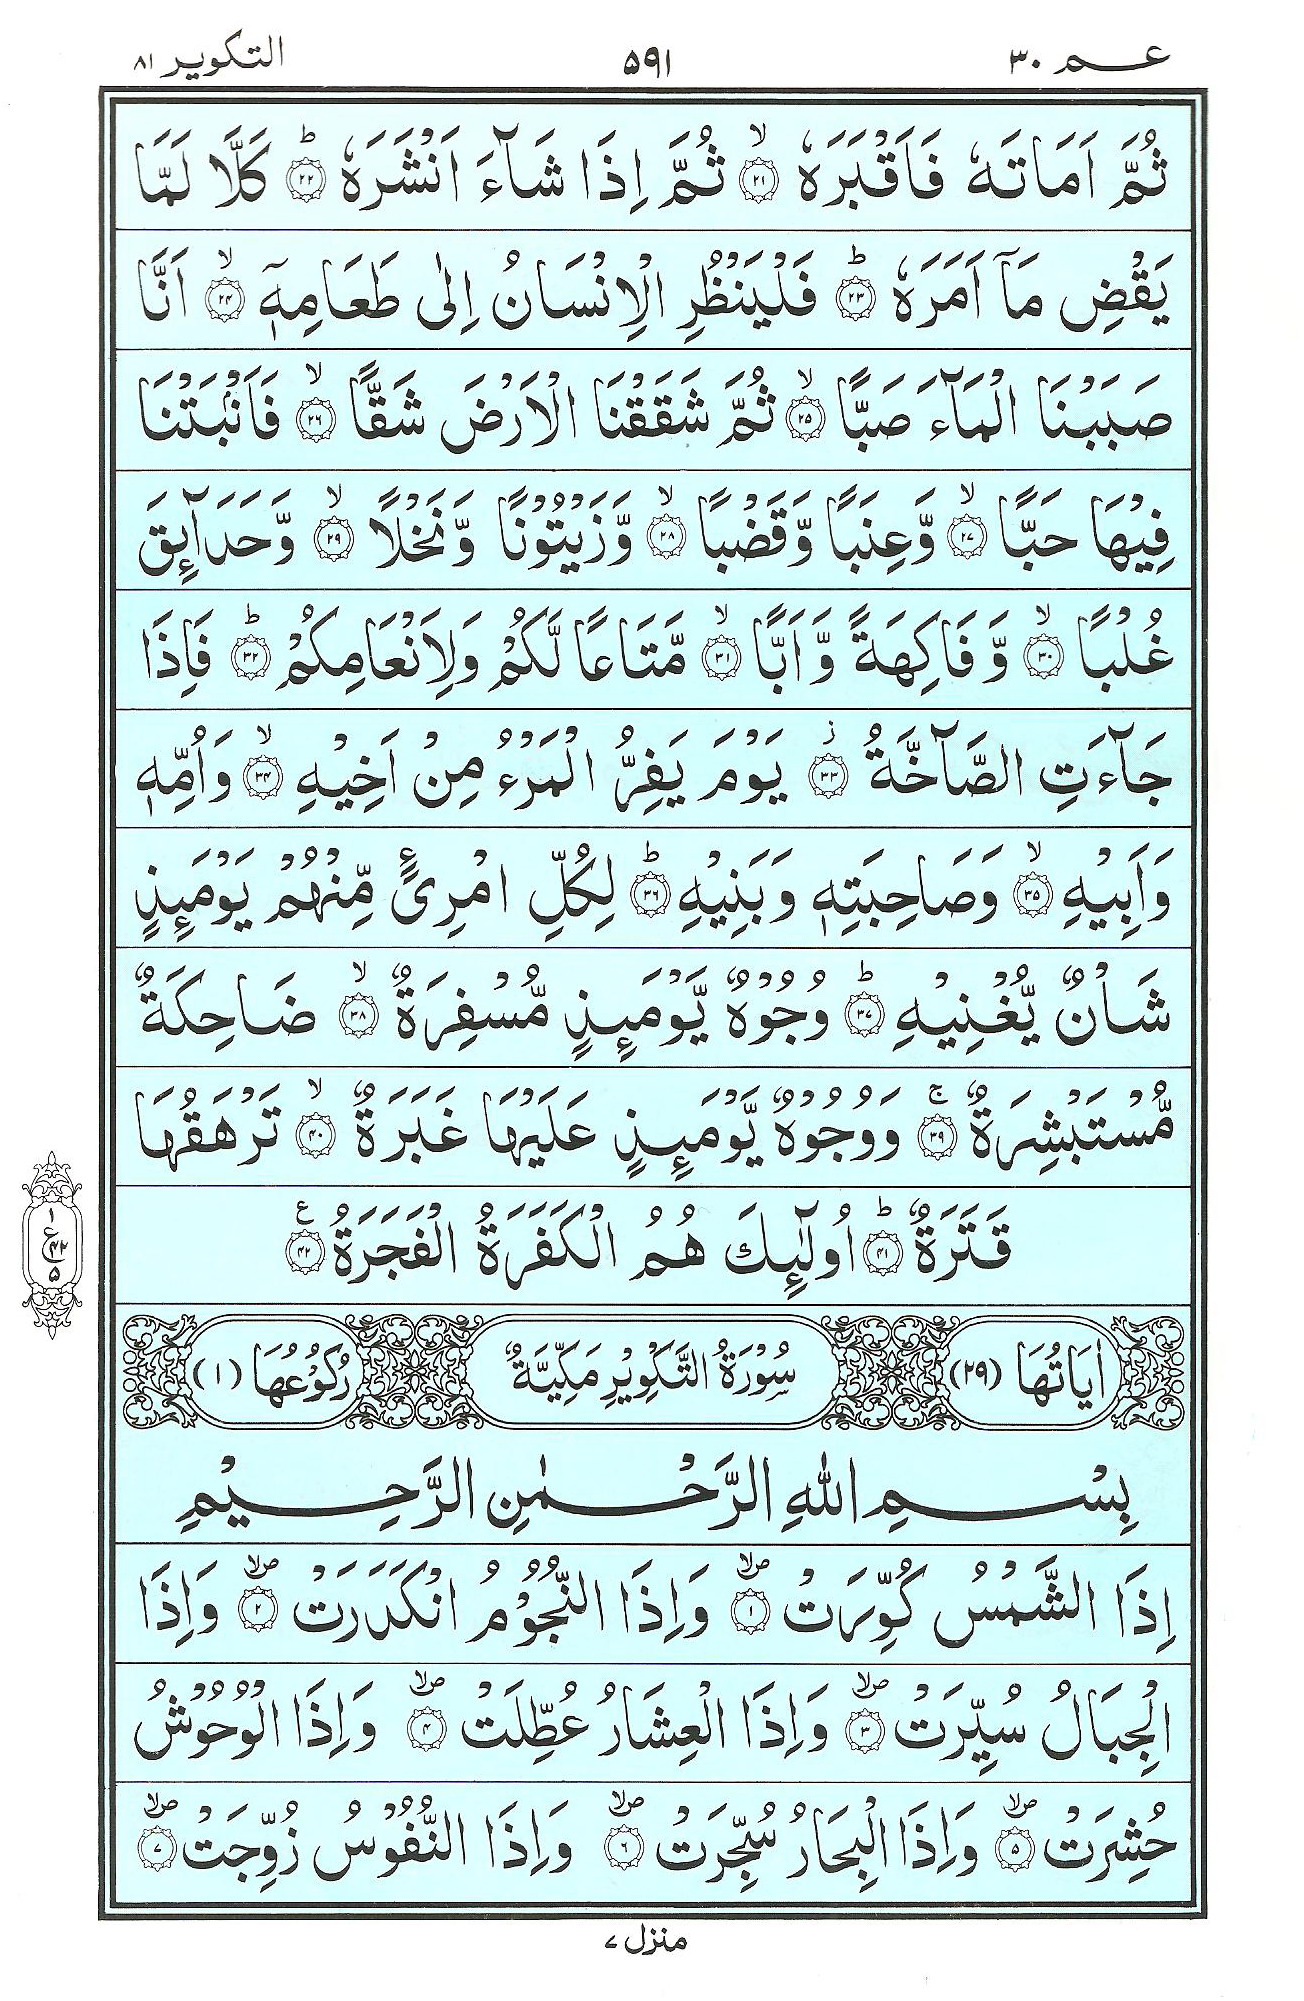 عــم ٣٠
٥٩١
التكوير ٨١
ثُمَّ اَمَاتَهٗ فَاَقْبَرَهٗ ۙ ٢١ ثُمَّ اِذَا شَآءَ اَنْشَرَهٗ ؕ ٢٢ كَلَّا لَمَّا
يَقْضِ مَاۤ اَمَرَهٗ ؕ ٢٣ فَلْيَنْظُرِ الْاِنْسَانُ اِلٰى طَعَامِهٖۤ ۙ ٢٤ اَنَّا
صَبَبْنَا الْمَآءَ صَبًّا ۙ ٢٥ ثُمَّ شَقَقْنَا الْاَرْضَ شَقًّا ۙ ٢٦ فَاَنْۢبَتْنَا
فِيْهَا حَبًّا ۙ ٢٧ وَّعِنَبًا وَّقَضْبًا ۙ ٢٨ وَّزَيْتُوْنًا وَّنَخْلًا ۙ ٢٩ وَّحَدَآئِقَ
غُلْبًا ۙ ٣٠ وَّفَاكِهَةً وَّاَبًّا ۙ ٣١ مَّتَاعًا لَّكُمْ وَلِاَنْعَامِكُمْ ؕ ٣٢ فَاِذَا
جَآءَتِ الصَّآخَّةُ ز ٣٣ يَوْمَ يَفِرُّ الْمَرْءُ مِنْ اَخِيْهِ ۙ ٣٤ وَاُمِّهٖ
وَاَبِيْهِ ۙ ٣٥ وَصَاحِبَتِهٖ وَبَنِيْهِ ؕ ٣٦ لِكُلِّ امْرِئٍ مِّنْهُمْ يَوْمَئِذٍ
شَاْنٌ يُّغْنِيْهِ ؕ ٣٧ وُجُوْهٌ يَّوْمَئِذٍ مُّسْفِرَةٌ ۙ ٣٨ ضَاحِكَةٌ
مُّسْتَبْشِرَةٌ ۚ ٣٩ وَوُجُوْهٌ يَّوْمَئِذٍ عَلَيْهَا غَبَرَةٌ ۙ ٤٠ تَرْهَقُهَا
قَتَرَةٌ ؕ ٤١ اُولٰٓئِكَ هُمُ الْكَفَرَةُ الْفَجَرَةُ ع ٤٢
١ ع ٤٢ ٥
اٰيَاتُهَا (٢٩) سُوْرَةُ التَّكْوِيْرِ مَكِّيَّةٌ رُكُوْعُهَا (١)
بِسْمِ اللّٰهِ الرَّحْمٰنِ الرَّحِيْمِ
اِذَا الشَّمْسُ كُوِّرَتْ ۙ ص ١ وَاِذَا النُّجُوْمُ انْكَدَرَتْ ۙ ص ٢ وَاِذَا
الْجِبَالُ سُيِّرَتْ ۙ ص ٣ وَاِذَا الْعِشَارُ عُطِّلَتْ ۙ ص ٤ وَاِذَا الْوُحُوْشُ
حُشِرَتْ ۙ ص ٥ وَاِذَا الْبِحَارُ سُجِّرَتْ ۙ ص ٦ وَاِذَا النُّفُوْسُ زُوِّجَتْ ۙ ص ٧
منزل ٧